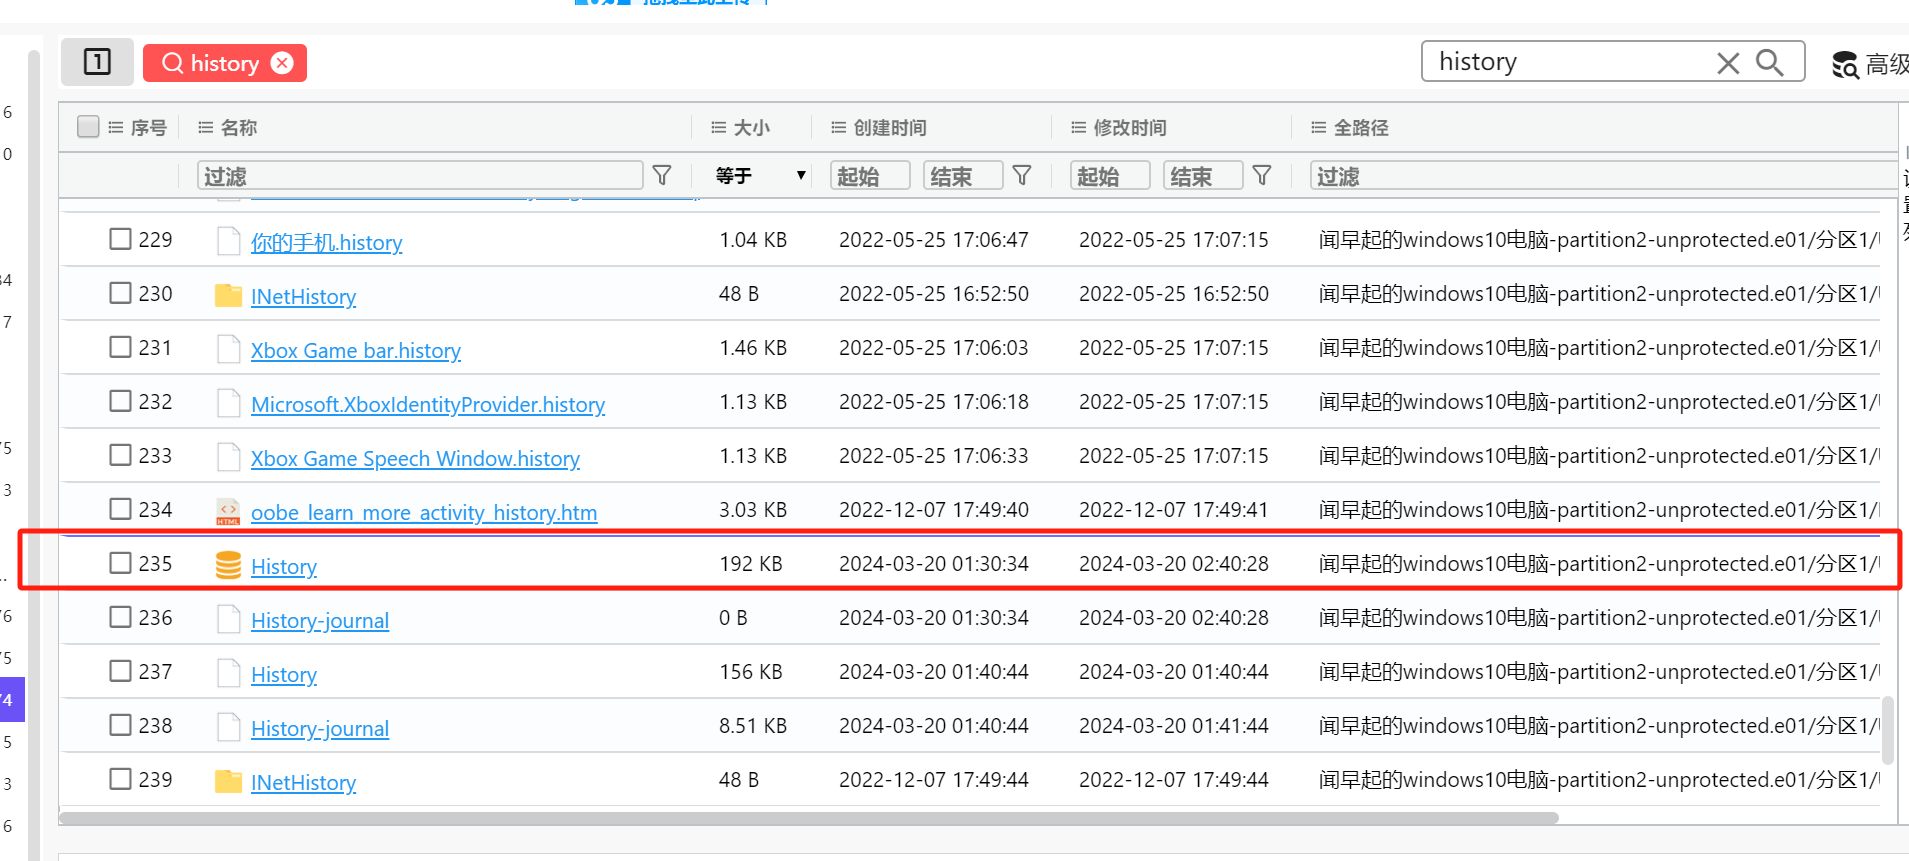 1 history history 高级
序号 名称 大小 创建时间 修改时间 全路径
过滤 等于 起始 结束 起始 结束 过滤
229 你的手机.history 1.04 KB 2022-05-25 17:06:47 2022-05-25 17:07:15 闻早起的windows10电脑-partition2-unprotected.e01/分区1/
230 INetHistory 48 B 2022-05-25 16:52:50 2022-05-25 16:52:50 闻早起的windows10电脑-partition2-unprotected.e01/分区1/
231 Xbox Game bar.history 1.46 KB 2022-05-25 17:06:03 2022-05-25 17:07:15 闻早起的windows10电脑-partition2-unprotected.e01/分区1/
232 Microsoft.XboxIdentityProvider.history 1.13 KB 2022-05-25 17:06:18 2022-05-25 17:07:15 闻早起的windows10电脑-partition2-unprotected.e01/分区1/
233 Xbox Game Speech Window.history 1.13 KB 2022-05-25 17:06:33 2022-05-25 17:07:15 闻早起的windows10电脑-partition2-unprotected.e01/分区1/
234 HTML oobe_learn_more_activity_history.htm 3.03 KB 2022-12-07 17:49:40 2022-12-07 17:49:41 闻早起的windows10电脑-partition2-unprotected.e01/分区1/
235 History 192 KB 2024-03-20 01:30:34 2024-03-20 02:40:28 闻早起的windows10电脑-partition2-unprotected.e01/分区1/
236 History-journal 0 B 2024-03-20 01:30:34 2024-03-20 02:40:28 闻早起的windows10电脑-partition2-unprotected.e01/分区1/
237 History 156 KB 2024-03-20 01:40:44 2024-03-20 01:40:44 闻早起的windows10电脑-partition2-unprotected.e01/分区1/
238 History-journal 8.51 KB 2024-03-20 01:40:44 2024-03-20 01:41:44 闻早起的windows10电脑-partition2-unprotected.e01/分区1/
239 INetHistory 48 B 2022-12-07 17:49:44 2022-12-07 17:49:44 闻早起的windows10电脑-partition2-unprotected.e01/分区1/